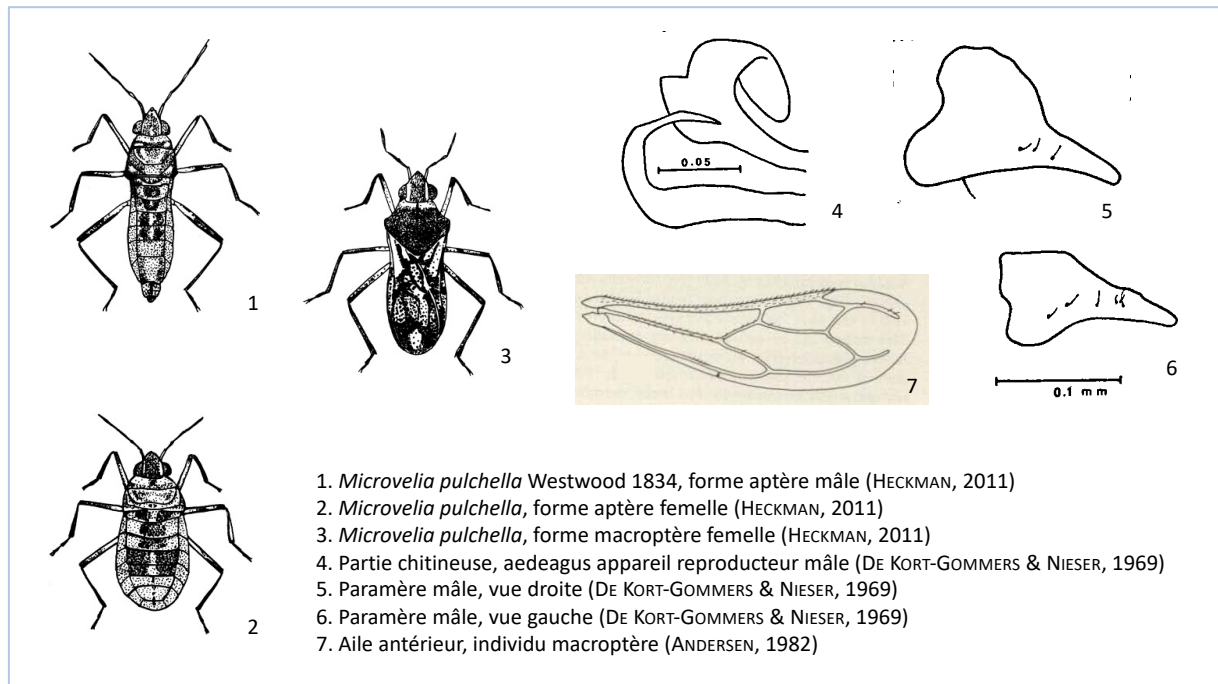 1
3
2
0.05
4
5
7
6
0.1 mm
1. Microvelia pulchella Westwood 1834, forme aptère mâle (HECKMAN, 2011)
2. Microvelia pulchella, forme aptère femelle (HECKMAN, 2011)
3. Microvelia pulchella, forme macroptère femelle (HECKMAN, 2011)
4. Partie chitineuse, aedeagus appareil reproducteur mâle (DE KORT-GOMMERS & NIESER, 1969)
5. Paramère mâle, vue droite (DE KORT-GOMMERS & NIESER, 1969)
6. Paramère mâle, vue gauche (DE KORT-GOMMERS & NIESER, 1969)
7. Aile antérieur, individu macroptère (ANDERSEN, 1982)